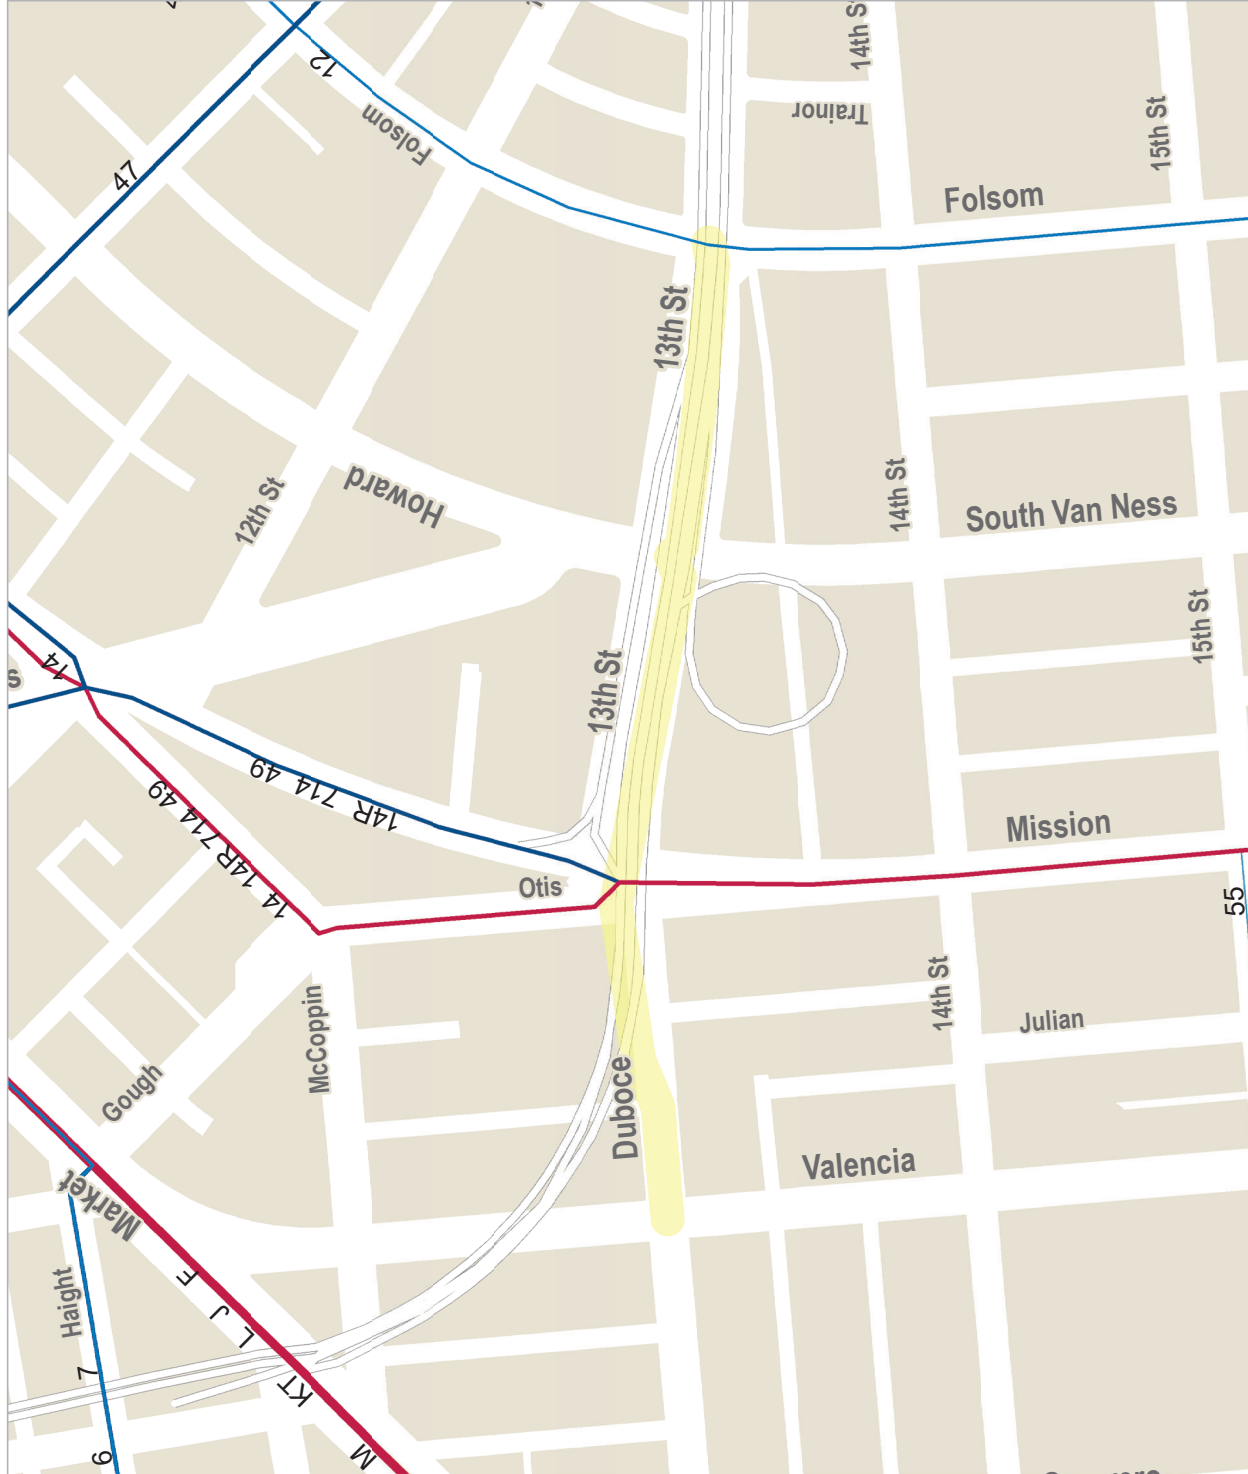 14th St
12
Trainor
Folsom
15th St
47
Folsom
13th St
12th St
Howard
14th St
South Van Ness
15th St
14
s
13th St
49 714 14R
14 14R 714 49
Mission
Otis
55
McCoppin
14th St
Julian
Gough
Duboce
Valencia
Market
Haight
F
J
L
7
KT
M
6